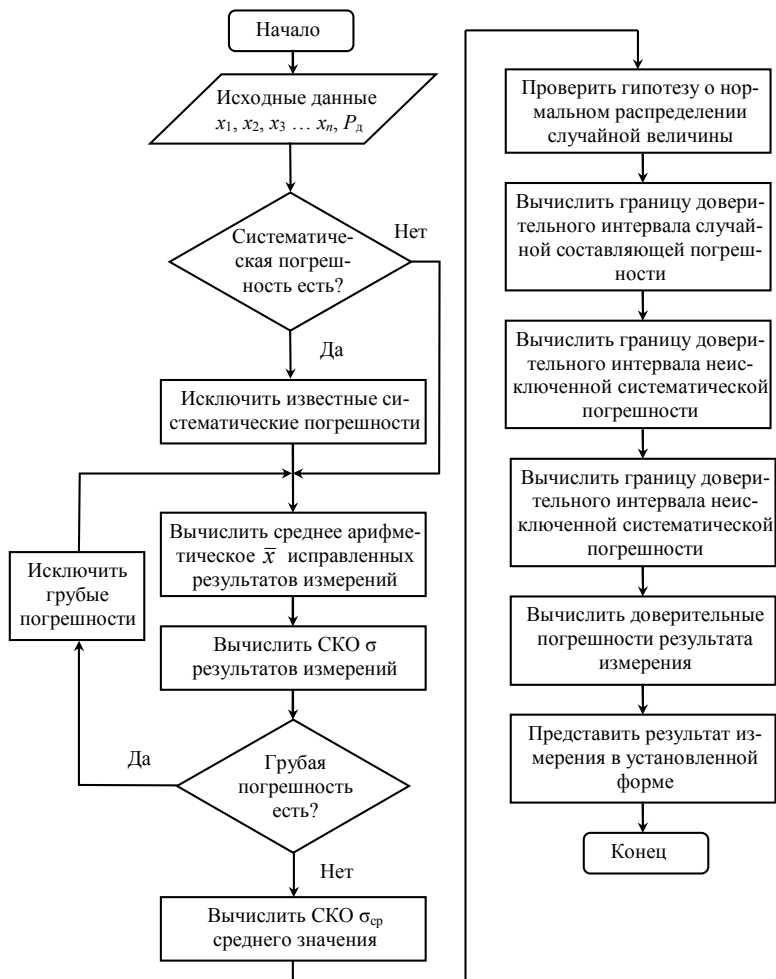 Начало
Исходные данные
x1, x2, x3 … xn, Pд
Систематиче-
ская погреш-
ность есть?
Нет
Да
Исключить известные си-
стематические погрешности
Вычислить среднее арифме-
тическое x̅ исправленных
результатов измерений
Исключить
грубые
погрешности
Вычислить СКО σ
результатов измерений
Да
Грубая
погрешность
есть?
Нет
Вычислить СКО σср
среднего значения
Проверить гипотезу о нор-
мальном распределении
случайной величины
Вычислить границу довери-
тельного интервала случай-
ной составляющей погреш-
ности
Вычислить границу довери-
тельного интервала неис-
ключенной систематической
погрешности
Вычислить границу довери-
тельного интервала неис-
ключенной систематической
погрешности
Вычислить доверительные
погрешности результата
измерения
Представить результат из-
мерения в установленной
форме
Конец